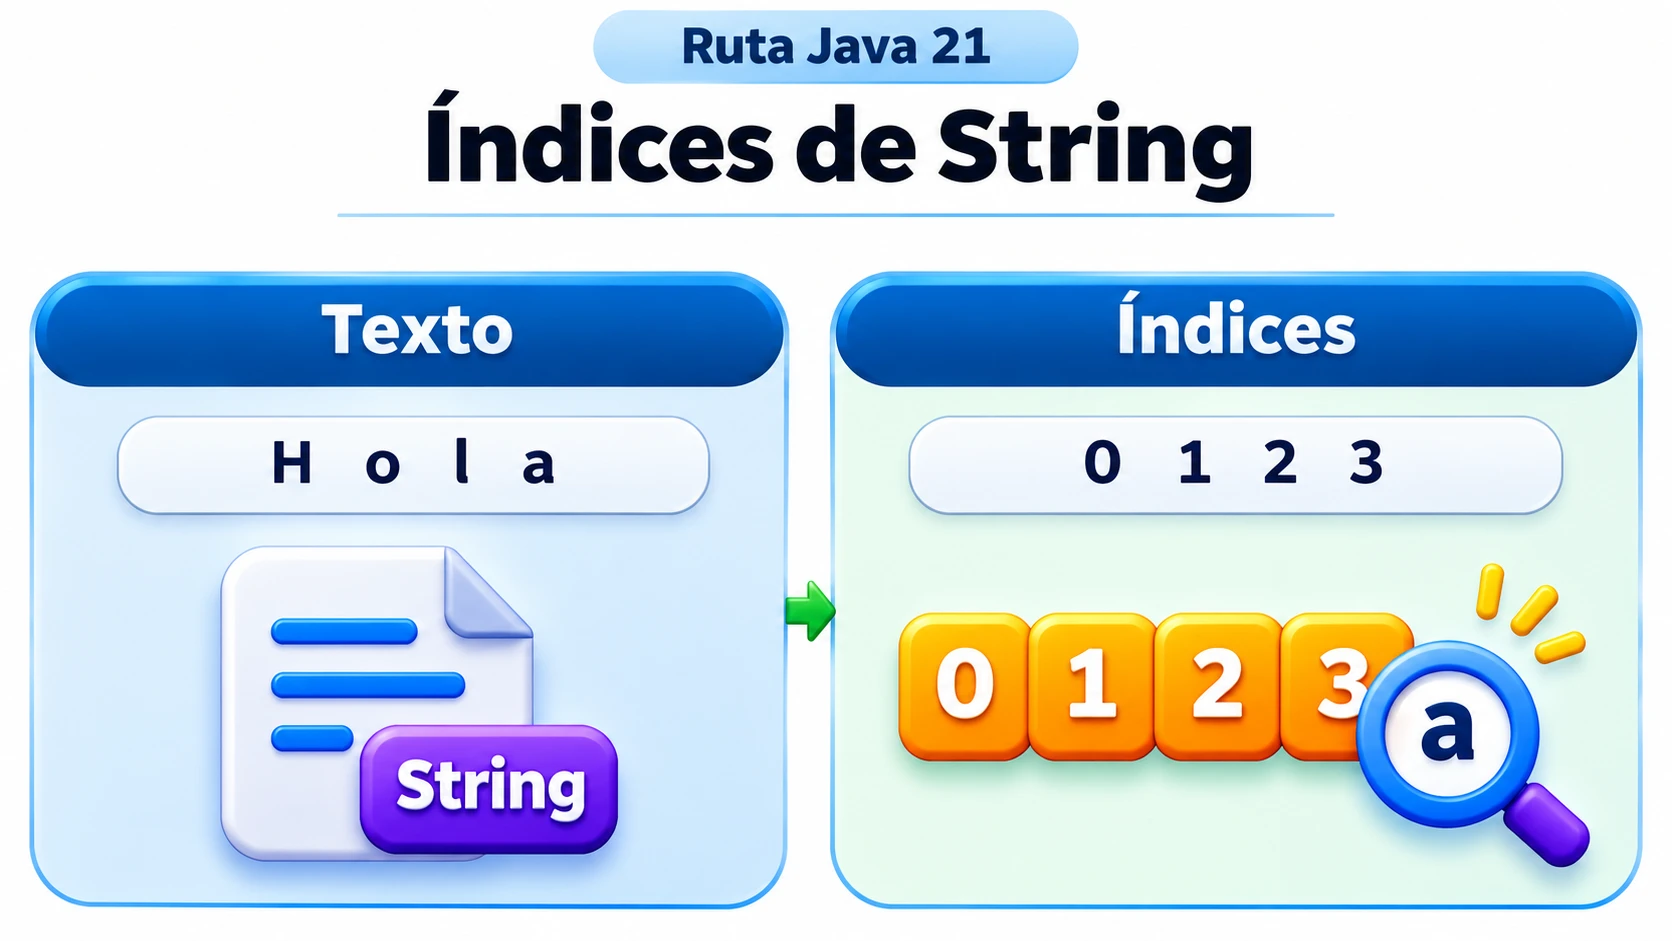 Ruta Java 21
Índices de String
Texto
H o l a
String
Índices
0 1 2 3
0 1 2 3
a